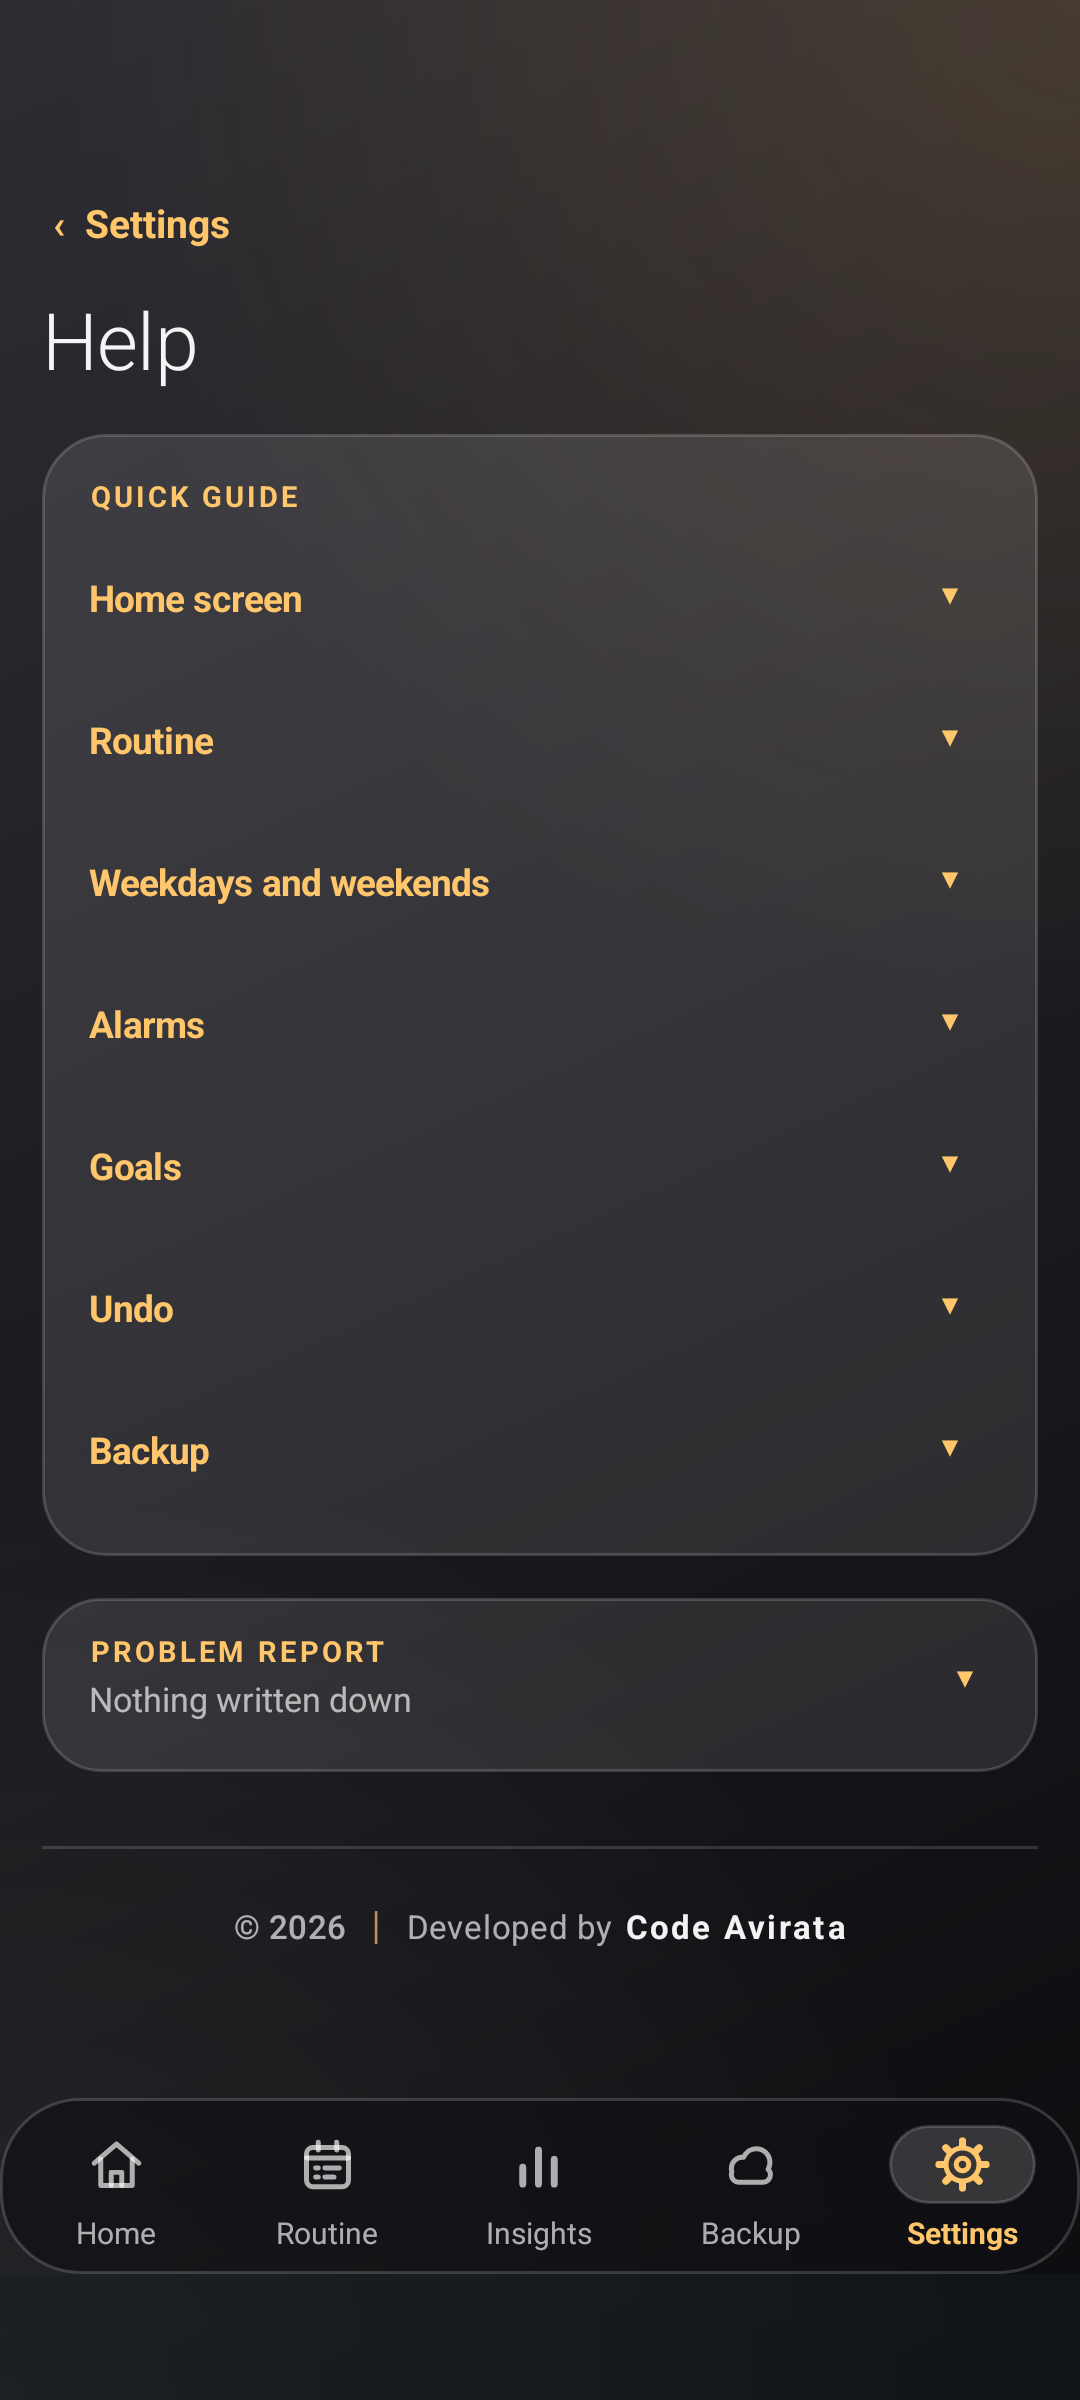 ‹ Settings
Help
QUICK GUIDE
Home screen ▼
Routine ▼
Weekdays and weekends ▼
Alarms ▼
Goals ▼
Undo ▼
Backup ▼
PROBLEM REPORT
Nothing written down ▼
© 2026 | Developed by Code Avirata
Home Routine Insights Backup Settings